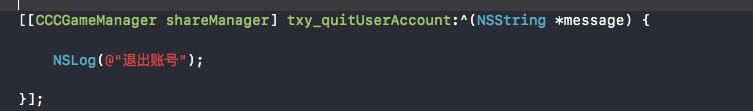 [[CCCGameManager shareManager] txy_quitUserAccount:^(NSString *message) {
NSLog(@"退出账号");
}];